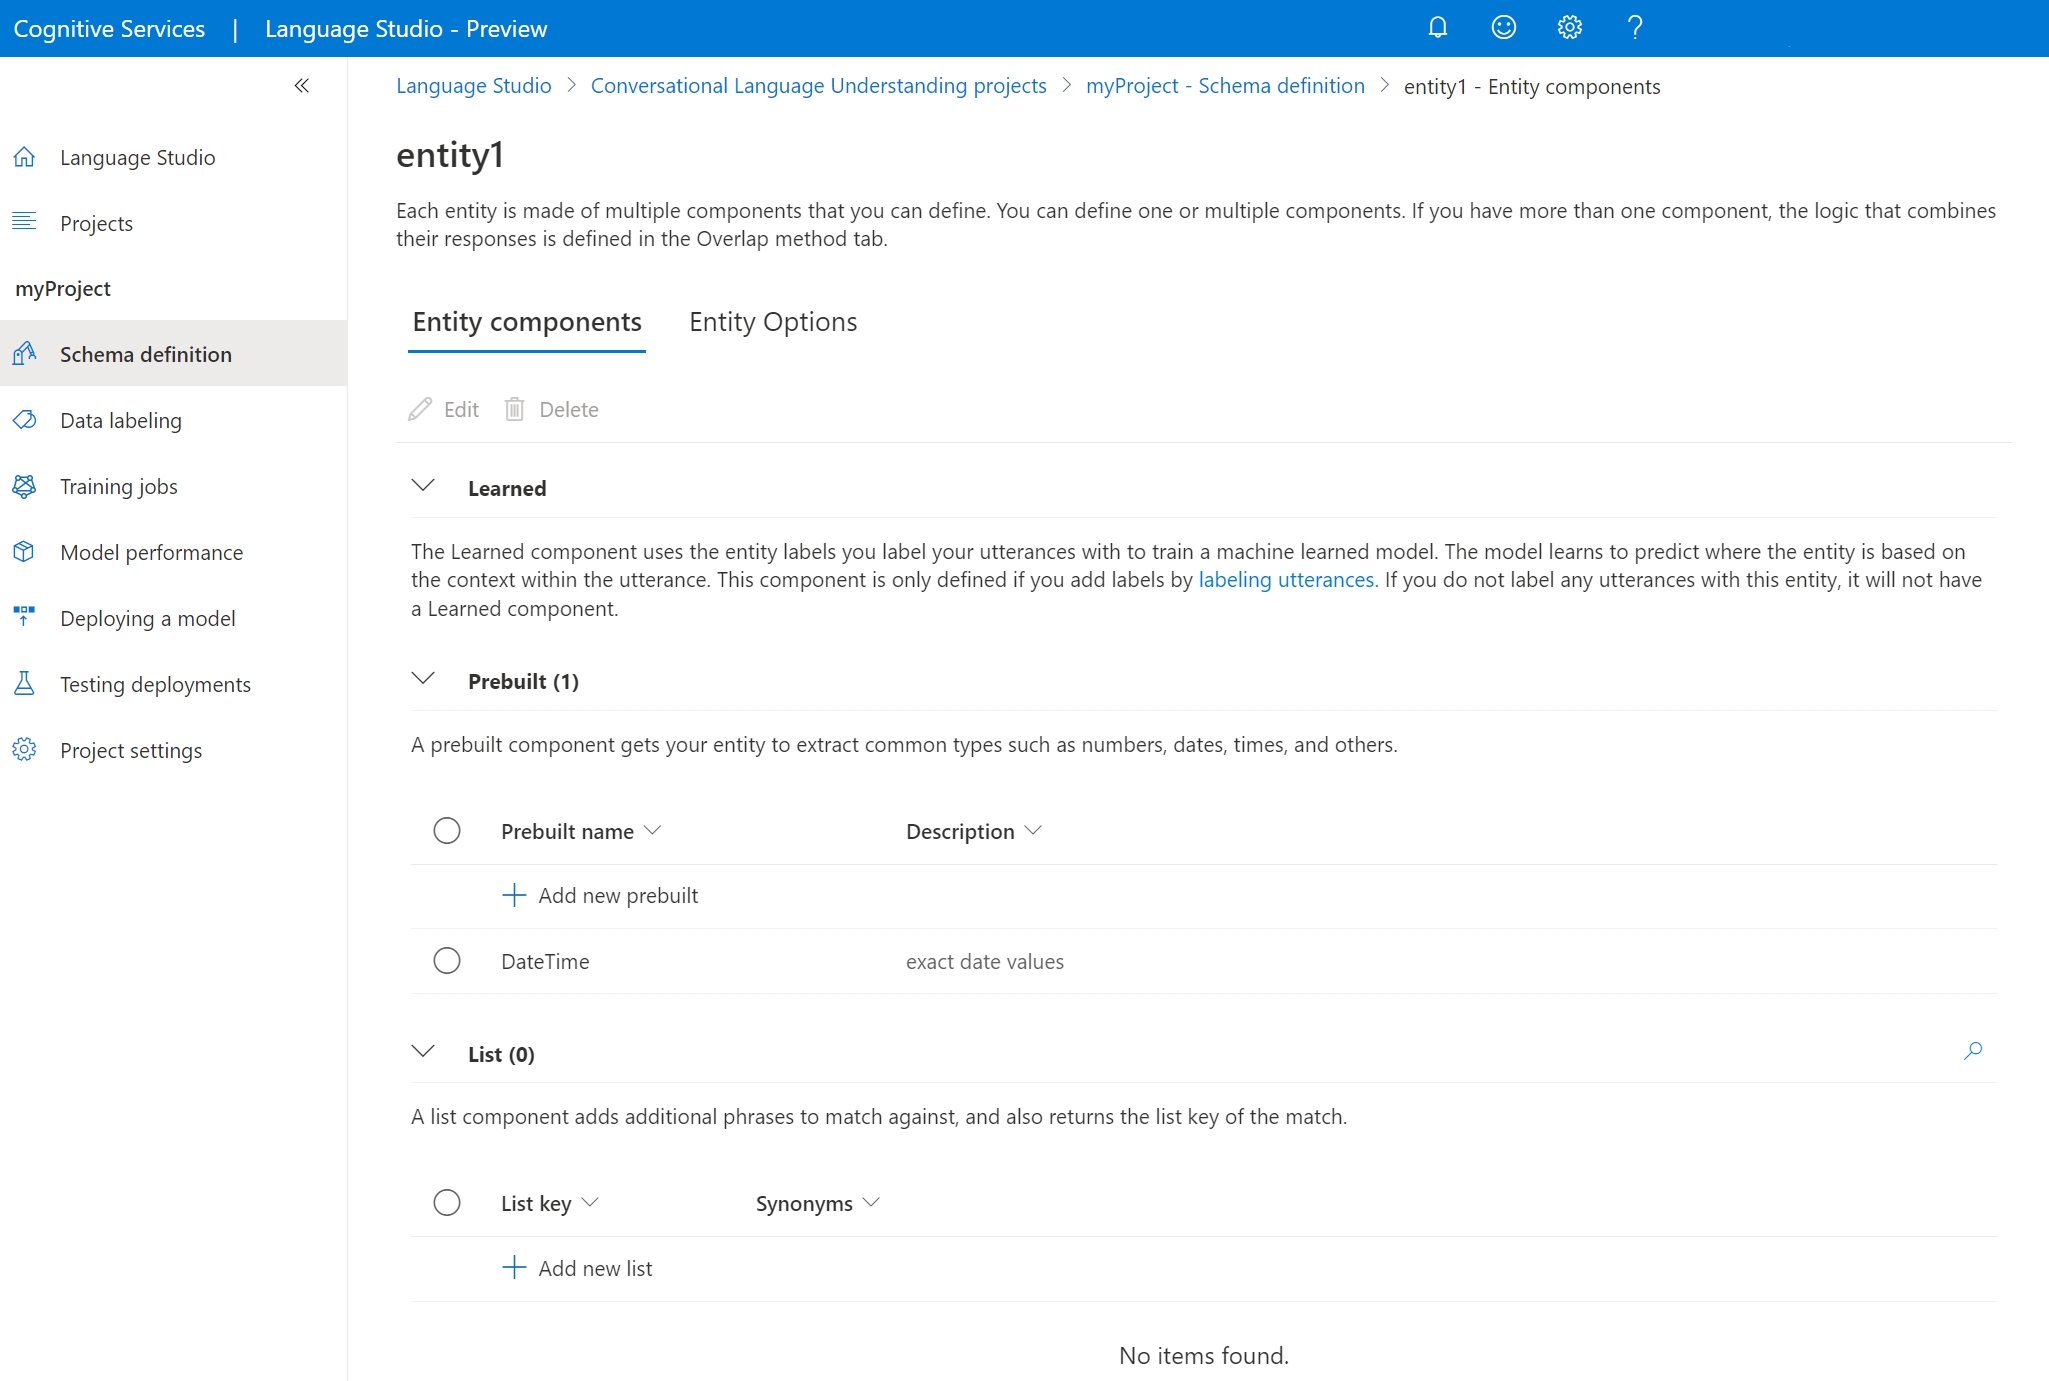 Cognitive Services | Language Studio - Preview
Language Studio > Conversational Language Understanding projects > myProject - Schema definition > entity1 - Entity components
Language Studio
Projects
myProject
Schema definition
Data labeling
Training jobs
Model performance
Deploying a model
Testing deployments
Project settings
entity1
Each entity is made of multiple components that you can define. You can define one or multiple components. If you have more than one component, the logic that combines
their responses is defined in the Overlap method tab.
Entity components Entity Options
Edit Delete
Learned
The Learned component uses the entity labels you label your utterances with to train a machine learned model. The model learns to predict where the entity is based on
the context within the utterance. This component is only defined if you add labels by labeling utterances. If you do not label any utterances with this entity, it will not have
a Learned component.
Prebuilt (1)
A prebuilt component gets your entity to extract common types such as numbers, dates, times, and others.
Prebuilt name Description
Add new prebuilt
DateTime exact date values
List (0)
A list component adds additional phrases to match against, and also returns the list key of the match.
List key Synonyms
Add new list
No items found.